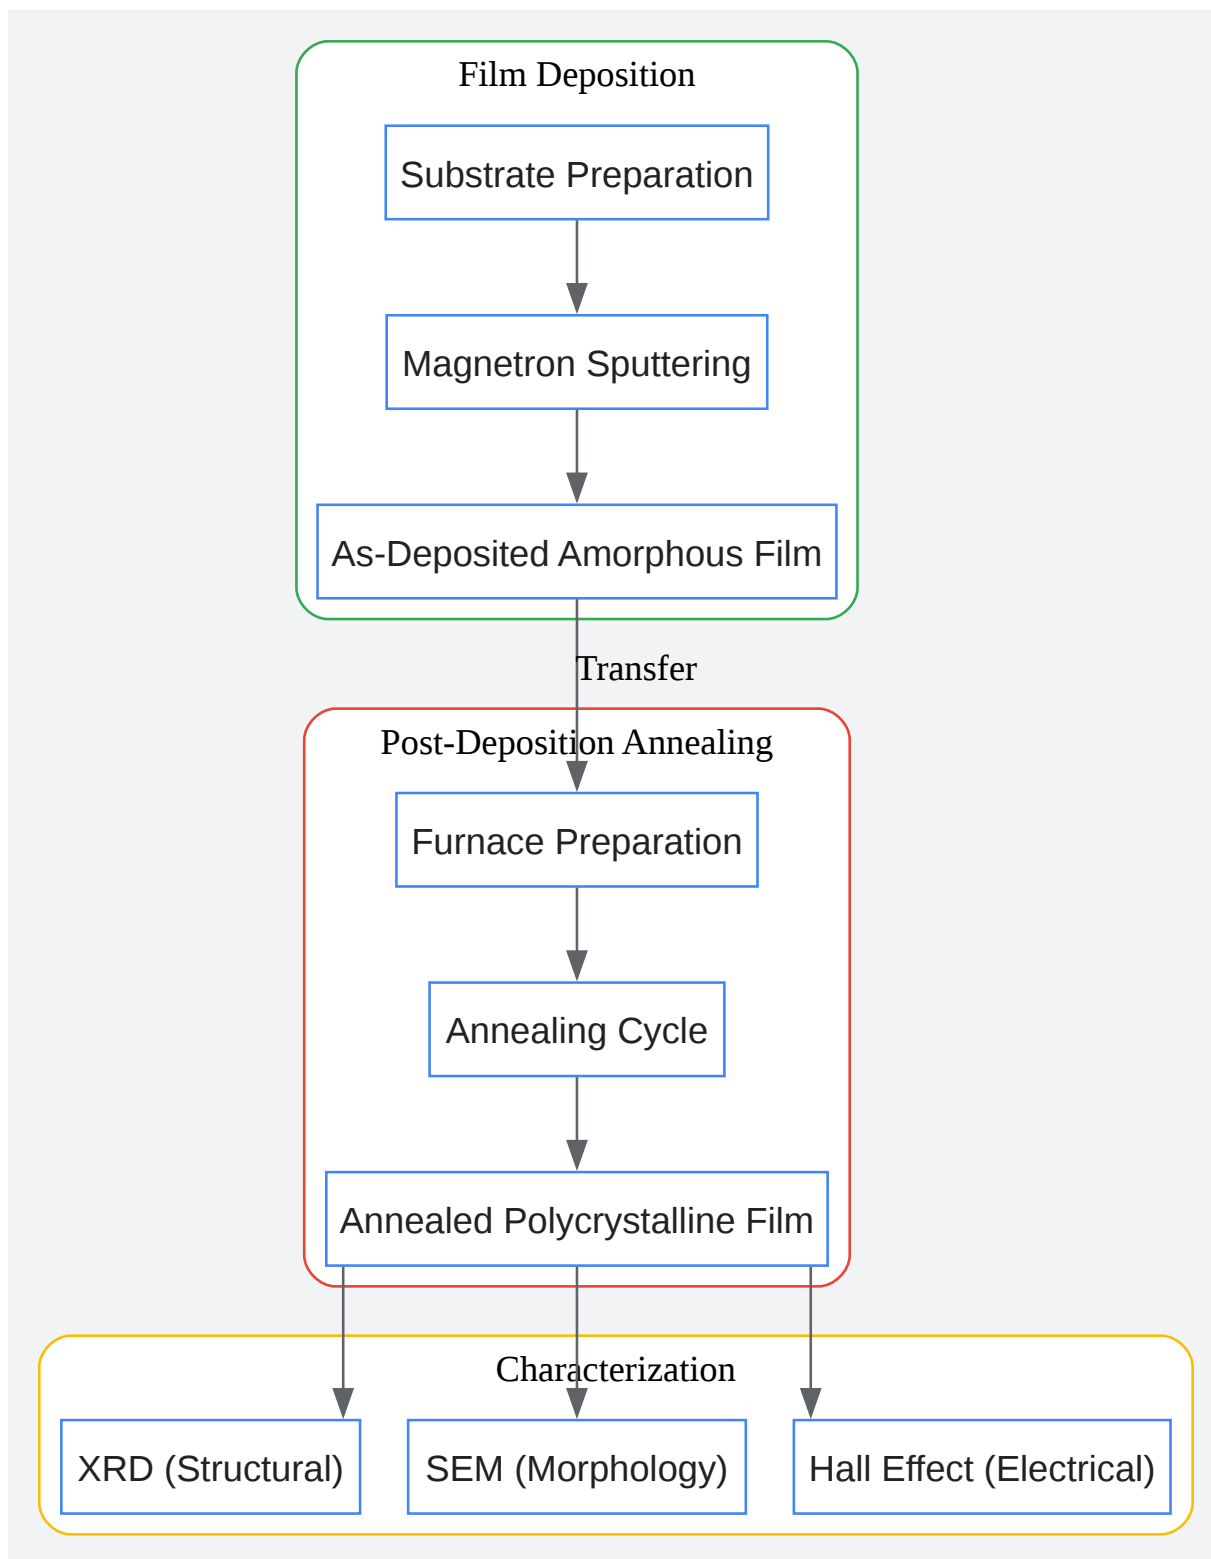 Film Deposition
Substrate Preparation
Magnetron Sputtering
As-Deposited Amorphous Film
Transfer
Post-Deposition Annealing
Furnace Preparation
Annealing Cycle
Annealed Polycrystalline Film
Characterization
XRD (Structural)
SEM (Morphology)
Hall Effect (Electrical)